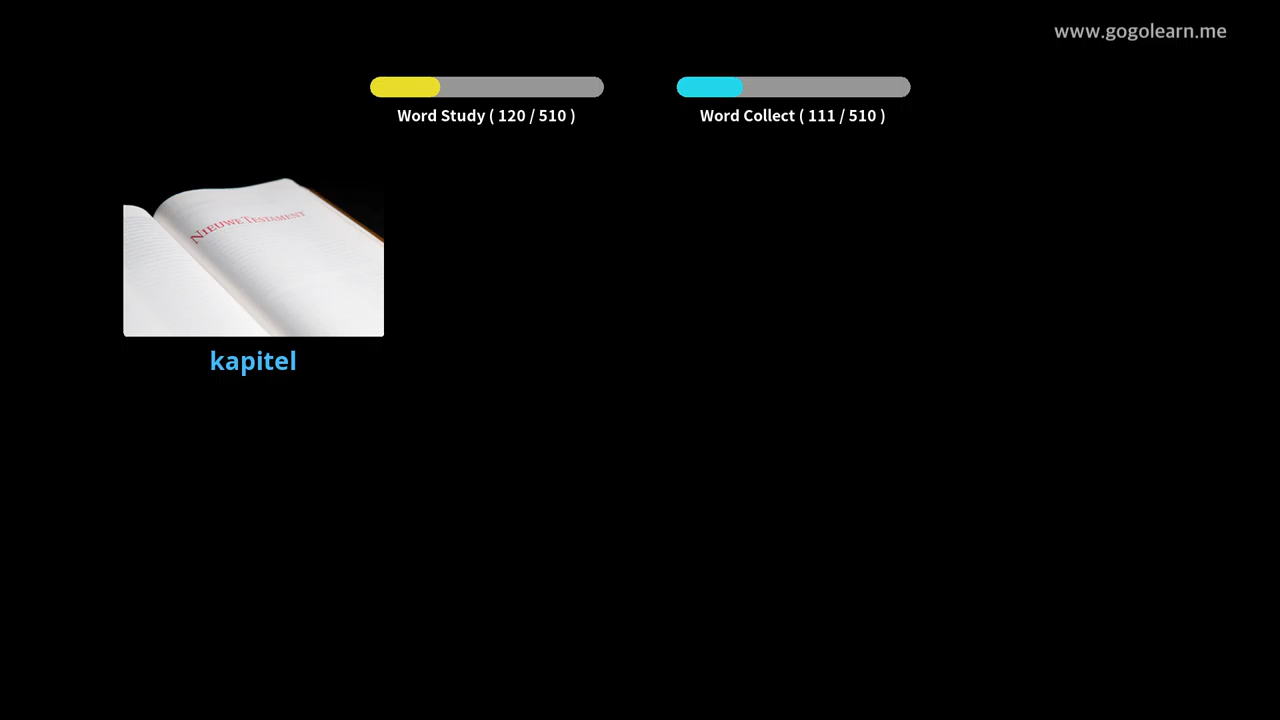 www.gogolearn.me
Word Study ( 120 / 510 )
Word Collect ( 111 / 510 )
NIEUWE TESTAMENT
kapitel